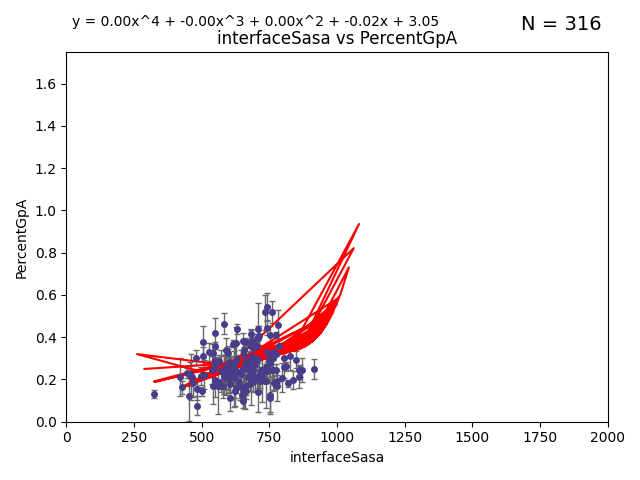 y = 0.00x^4 + -0.00x^3 + 0.00x^2 + -0.02x + 3.05
N = 316
interfaceSasa vs PercentGpA
PercentGpA
1.6
1.4
1.2
1.0
0.8
0.6
0.4
0.2
0.0
0 250 500 750 1000 1250 1500 1750 2000
interfaceSasa